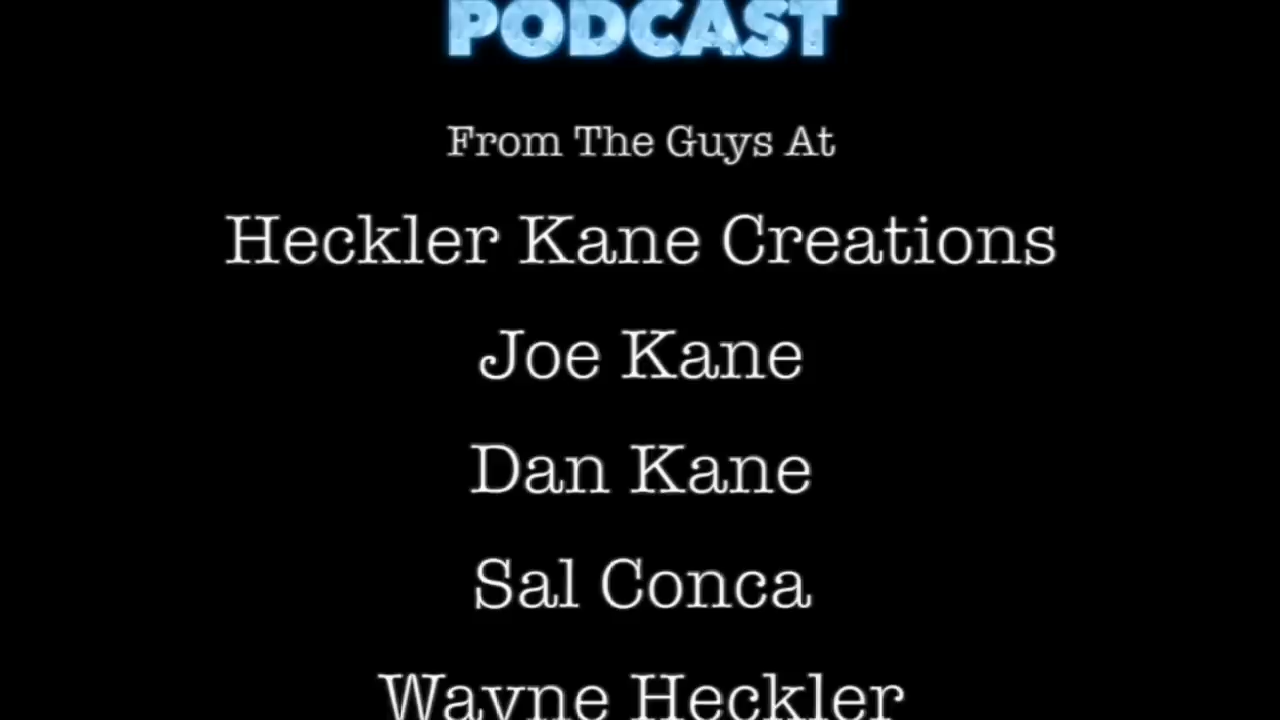 PODCAST
From The Guys At
Heckler Kane Creations
Joe Kane
Dan Kane
Sal Conca
Wayne Heckler